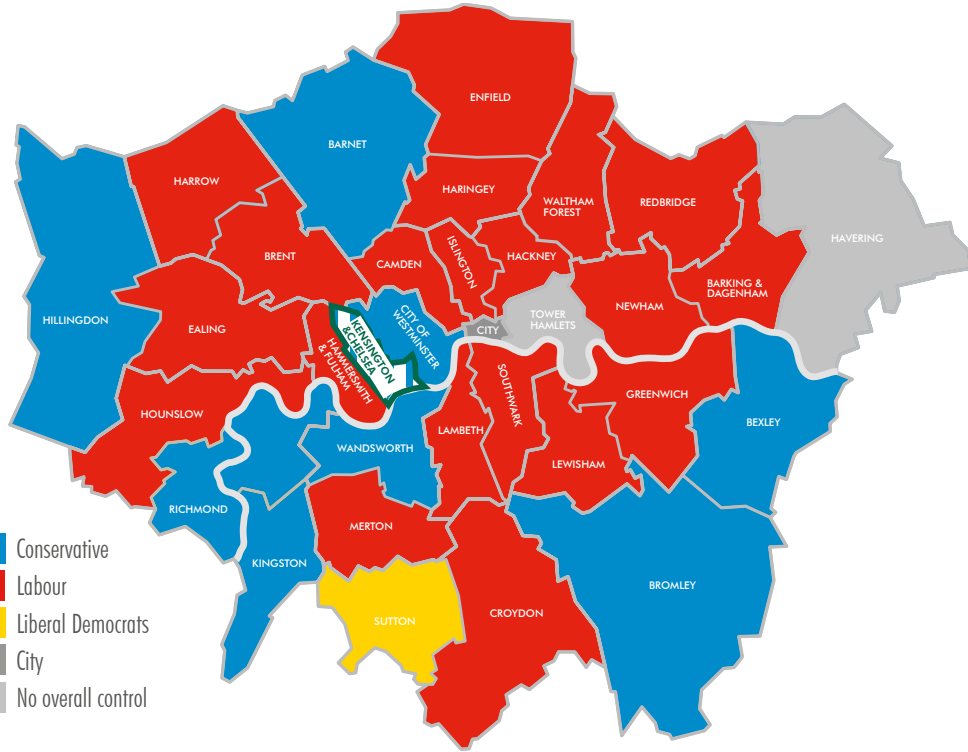 ENFIELD
BARNET
HARROW
HARINGEY
WALTHAM
FOREST
REDBRIDGE
HAVERING
BRENT
CAMDEN
ISLINGTON
HACKNEY
BARKING &
DAGENHAM
NEWHAM
HILLINGDON
EALING
KENSINGTON
&CHELSEA
CITY OF
WESTMINSTER
CITY
TOWER
HAMLETS
HAMMERSMITH
& FULHAM
HOUNSLOW
SOUTHWARK
GREENWICH
BEXLEY
LAMBETH
WANDSWORTH
LEWISHAM
RICHMOND
MERTON
KINGSTON
BROMLEY
SUTTON
CROYDON
Conservative
Labour
Liberal Democrats
City
No overall control